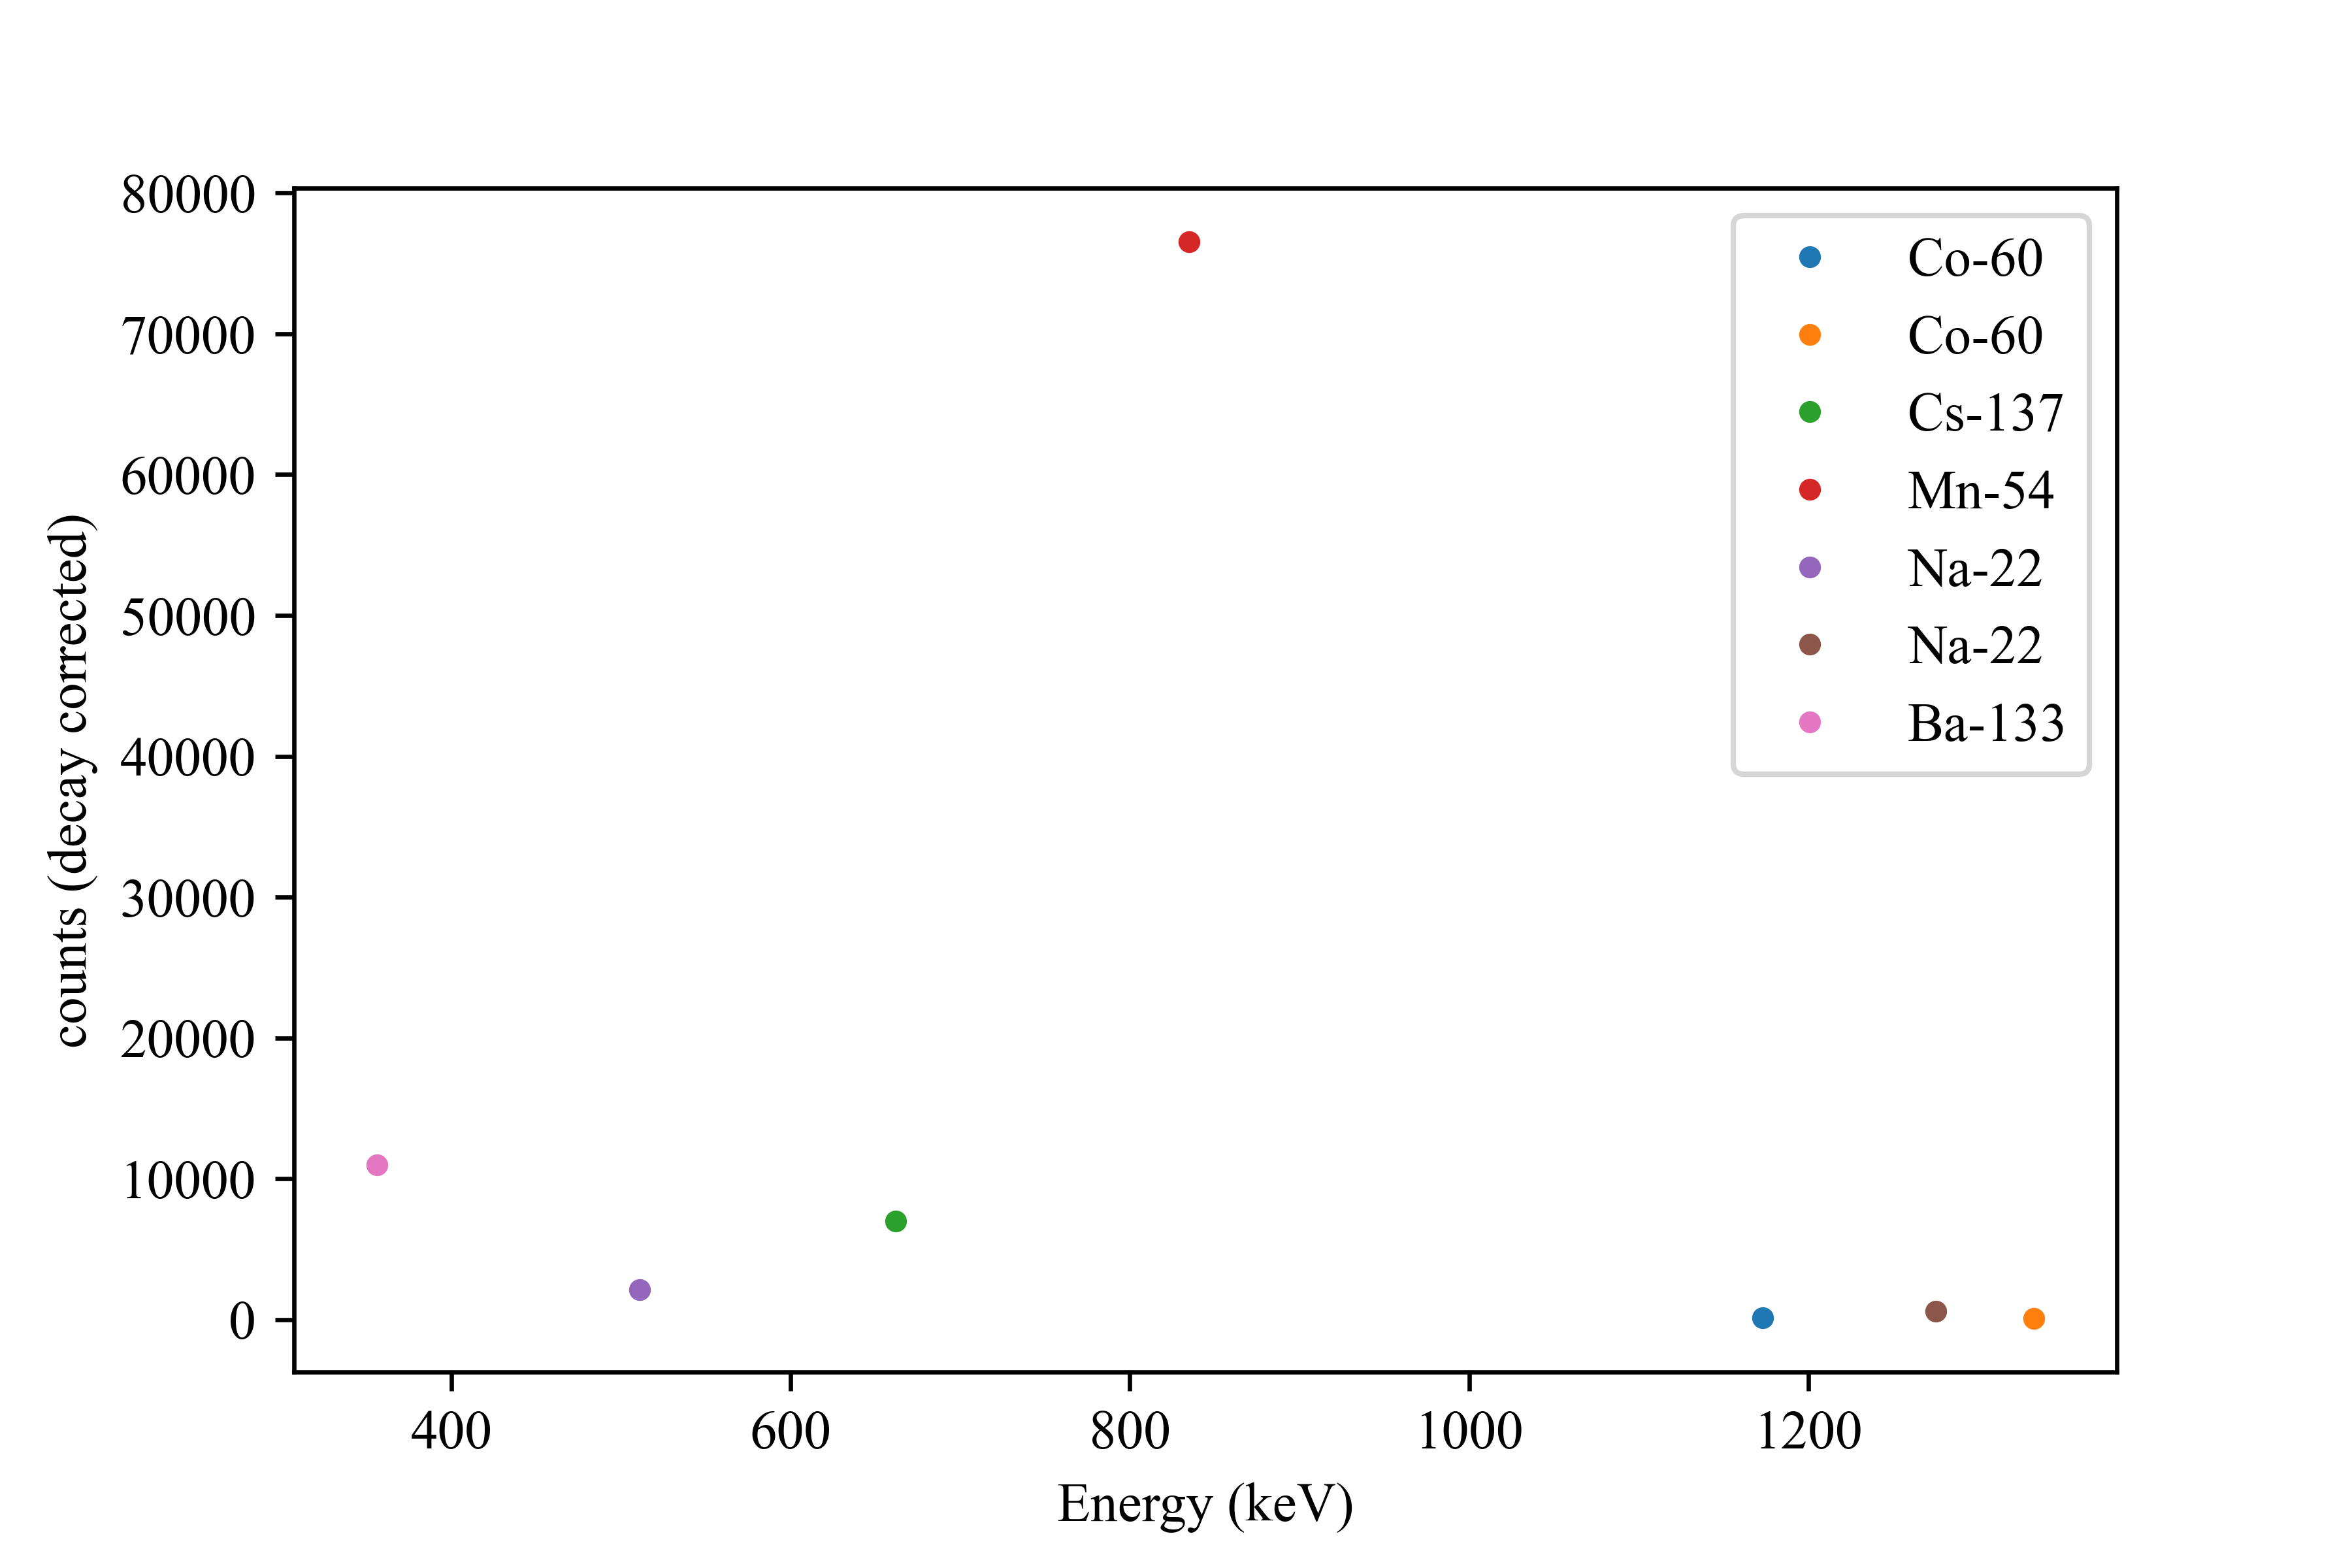 80000
70000
60000
50000
40000
30000
20000
10000
0
counts (decay corrected)
400 600 800 1000 1200
Energy (keV)
Co-60
Co-60
Cs-137
Mn-54
Na-22
Na-22
Ba-133